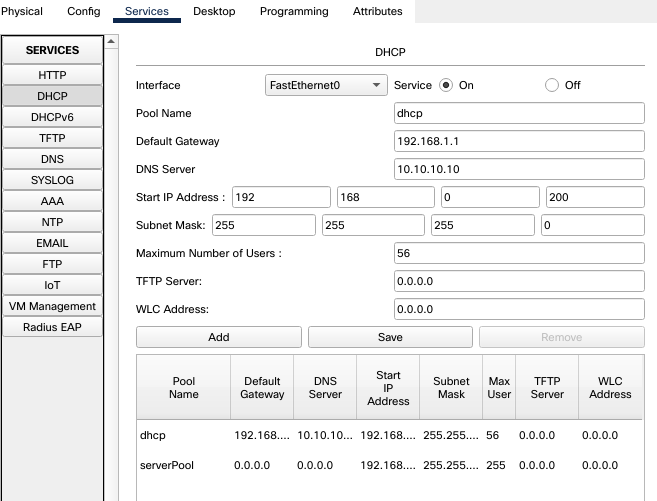 Physical Config Services Desktop Programming Attributes
SERVICES
HTTP
DHCP
DHCPv6
TFTP
DNS
SYSLOG
AAA
NTP
EMAIL
FTP
IoT
VM Management
Radius EAP
DHCP
Interface FastEthernet0 Service On Off
Pool Name dhcp
Default Gateway 192.168.1.1
DNS Server 10.10.10.10
Start IP Address : 192 168 0 200
Subnet Mask: 255 255 255 0
Maximum Number of Users : 56
TFTP Server: 0.0.0.0
WLC Address: 0.0.0.0
Add Save Remove
Pool Name Default Gateway DNS Server Start IP Address Subnet Mask Max User TFTP Server WLC Address
dhcp 192.168.... 10.10.10... 192.168.... 255.255.... 56 0.0.0.0 0.0.0.0
serverPool 0.0.0.0 0.0.0.0 192.168.... 255.255.... 255 0.0.0.0 0.0.0.0